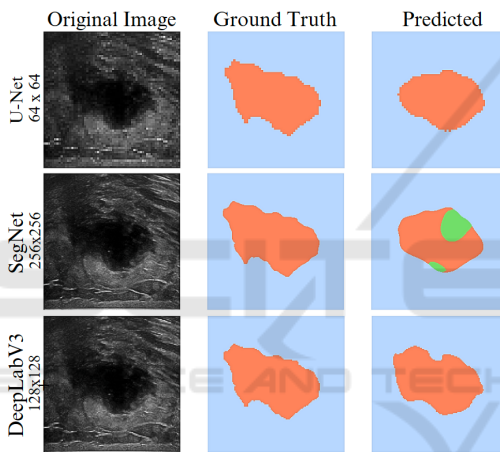 Original Image Ground Truth Predicted
U-Net
64 x 64
SegNet
256x256
DeepLabV3
128x128